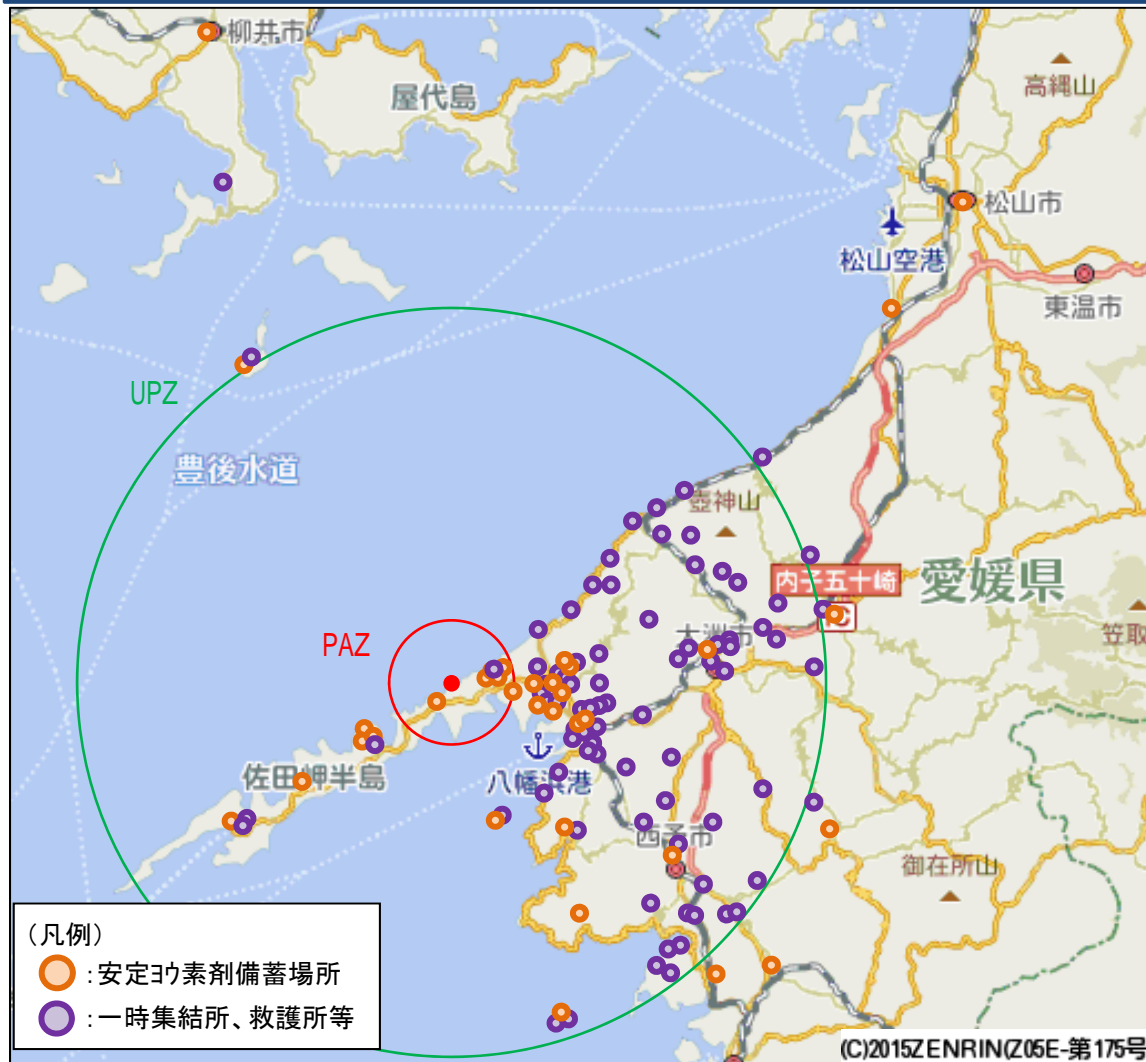 柳井市
屋代島
高縄山
松山市
松山空港
東温市
UPZ
豊後水道
壺神山
内子五十崎
IC
愛媛県
笠取
PAZ
大洲市
佐田岬半島
八幡浜港
西予市
御在所山
(凡例)
:安定ヨウ素剤備蓄場所
:一時集結所、救護所等
(C)2015ZENRIN(Z05E-第175号